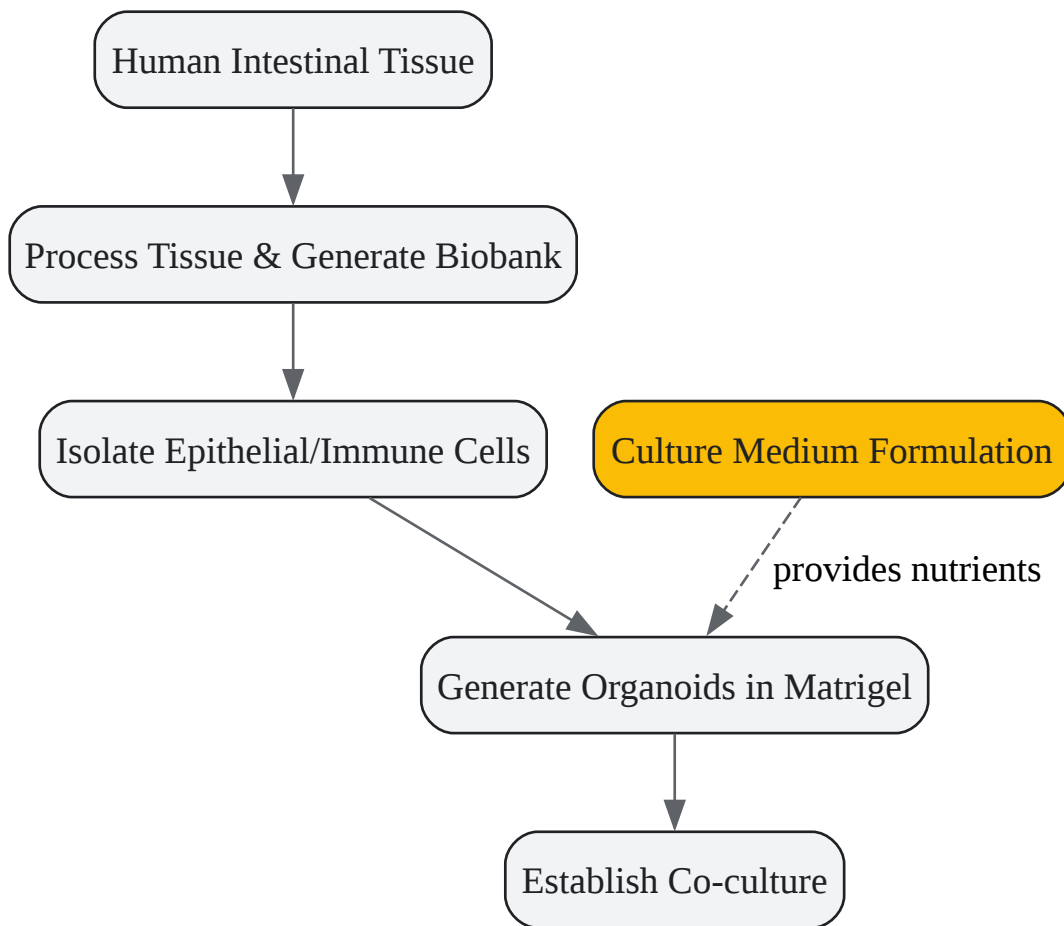 Human Intestinal Tissue
Process Tissue & Generate Biobank
Isolate Epithelial/Immune Cells
Culture Medium Formulation
provides nutrients
Generate Organoids in Matrigel
Establish Co-culture